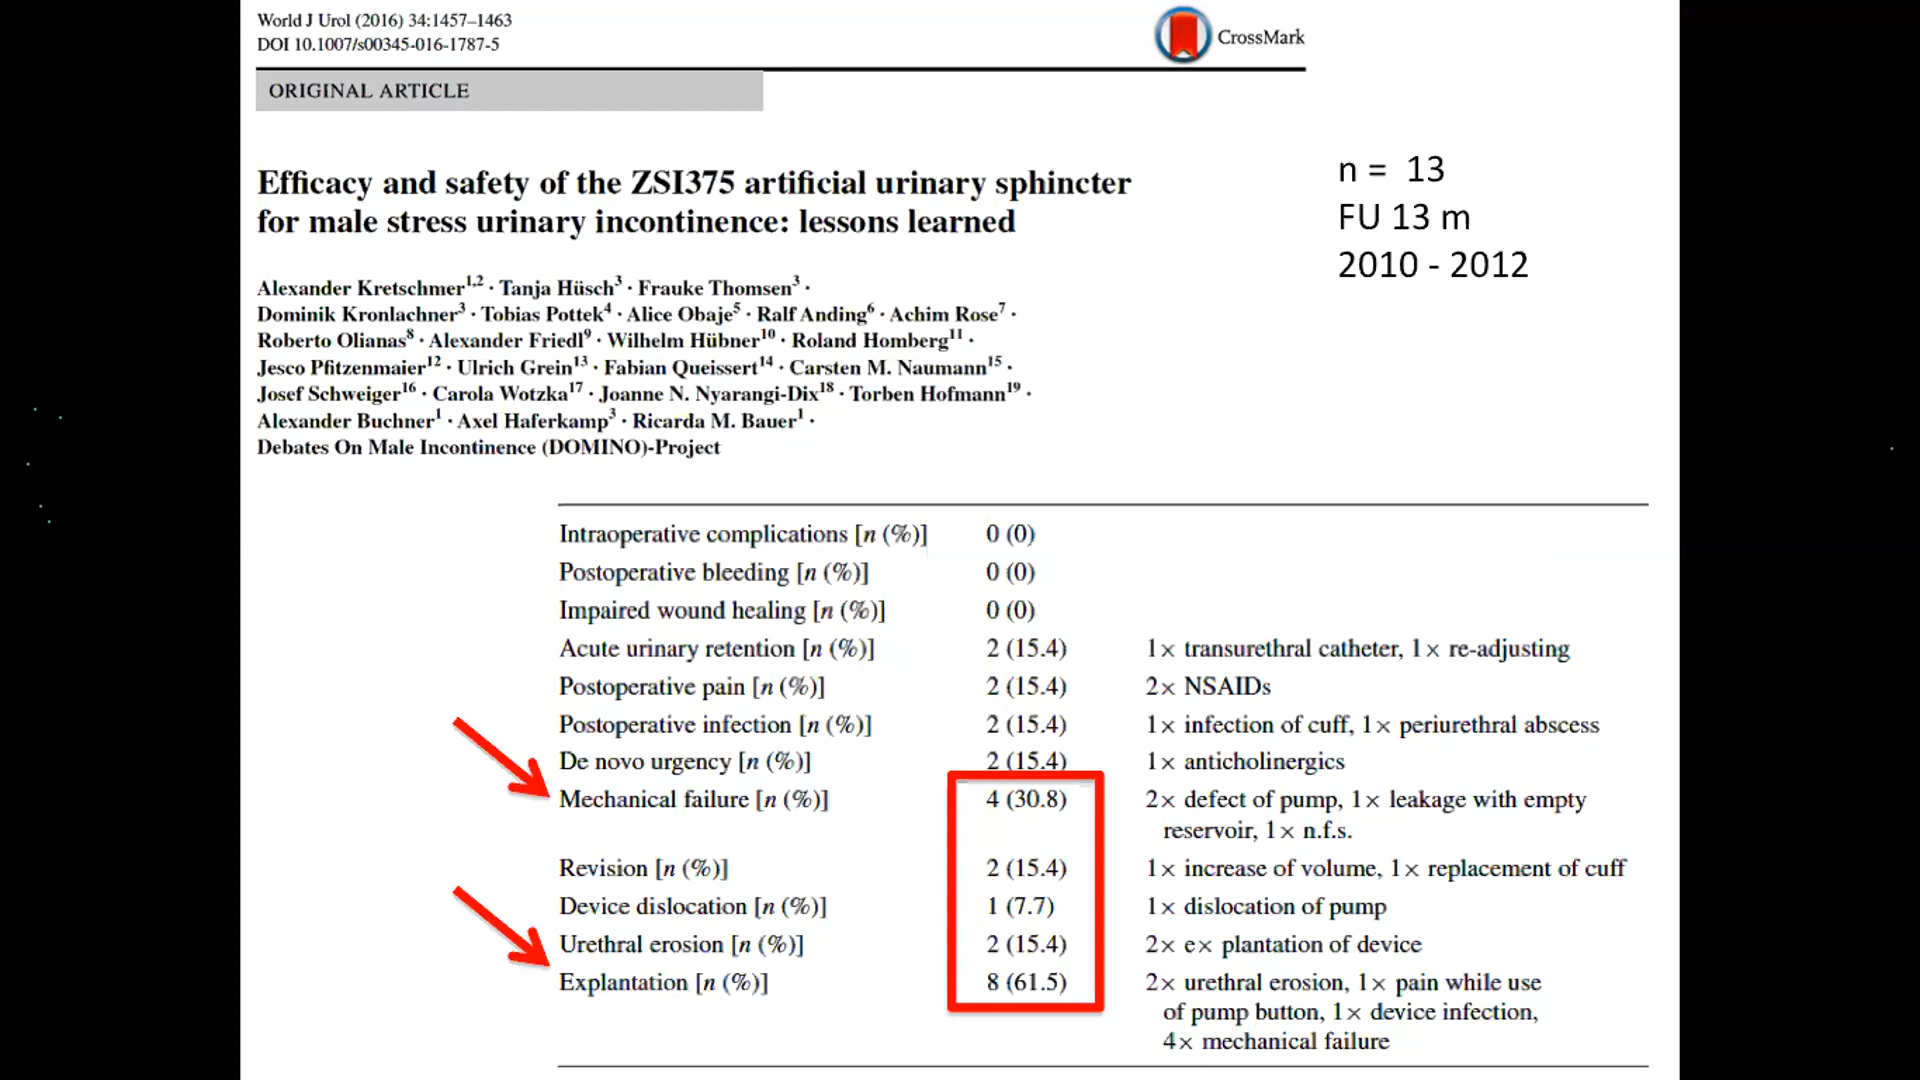 World J Urol (2016) 34:1457–1463
DOI 10.1007/s00345-016-1787-5
CrossMark
ORIGINAL ARTICLE
Efficacy and safety of the ZSI375 artificial urinary sphincter
for male stress urinary incontinence: lessons learned
n = 13
FU 13 m
2010 - 2012
Alexander Kretschmer1,2 · Tanja Hüsch3 · Frauke Thomsen3 ·
Dominik Kronlachner3 · Tobias Pottek4 · Alice Obaje5 · Ralf Anding6 · Achim Rose7 ·
Roberto Olianas8 · Alexander Friedl9 · Wilhelm Hübner10 · Roland Homberg11 ·
Jesco Pfitzenmaier12 · Ulrich Grein13 · Fabian Queissert14 · Carsten M. Naumann15 ·
Josef Schweiger16 · Carola Wotzka17 · Joanne N. Nyarangi-Dix18 · Torben Hofmann19 ·
Alexander Buchner1 · Axel Haferkamp3 · Ricarda M. Bauer1 ·
Debates On Male Incontinence (DOMINO)-Project
Intraoperative complications [n (%)] 0 (0)
Postoperative bleeding [n (%)] 0 (0)
Impaired wound healing [n (%)] 0 (0)
Acute urinary retention [n (%)] 2 (15.4) 1× transurethral catheter, 1× re-adjusting
Postoperative pain [n (%)] 2 (15.4) 2× NSAIDs
Postoperative infection [n (%)] 2 (15.4) 1× infection of cuff, 1× periurethral abscess
De novo urgency [n (%)] 2 (15.4) 1× anticholinergics
Mechanical failure [n (%)] 4 (30.8) 2× defect of pump, 1× leakage with empty
reservoir, 1× n.f.s.
Revision [n (%)] 2 (15.4) 1× increase of volume, 1× replacement of cuff
Device dislocation [n (%)] 1 (7.7) 1× dislocation of pump
Urethral erosion [n (%)] 2 (15.4) 2× e× plantation of device
Explantation [n (%)] 8 (61.5) 2× urethral erosion, 1× pain while use
of pump button, 1× device infection,
4× mechanical failure